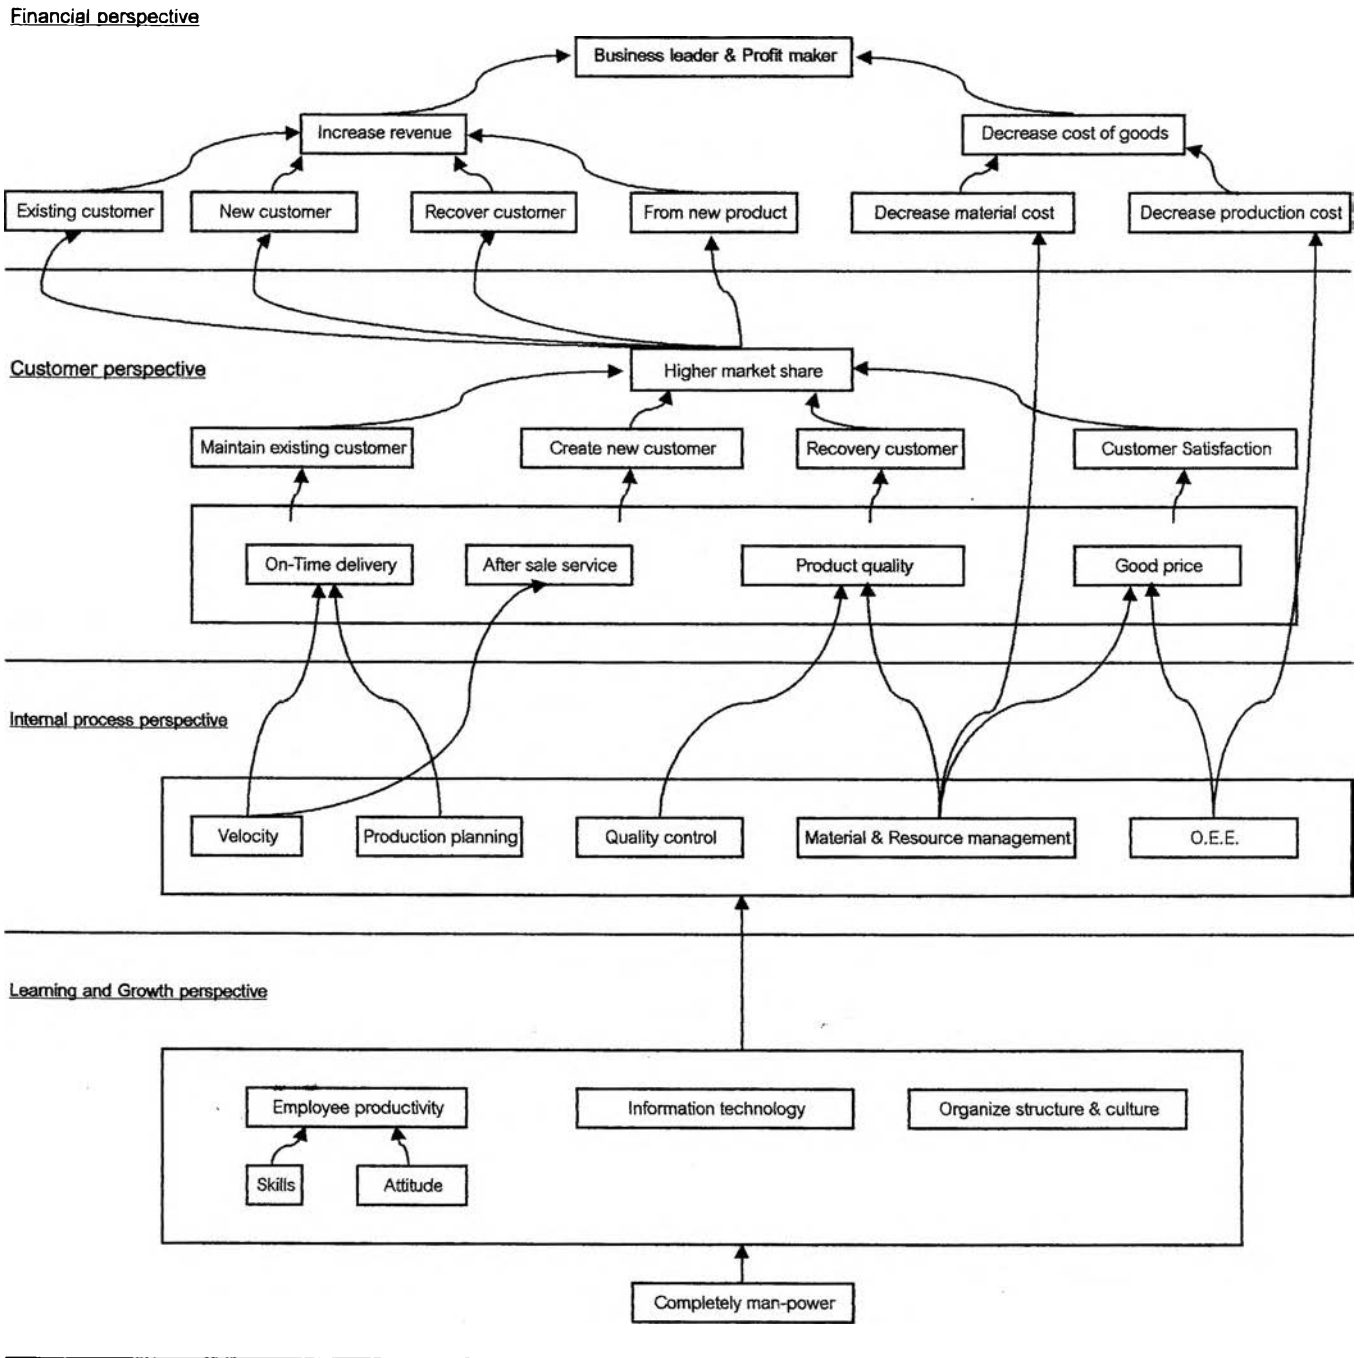 Financial perspective
Business leader & Profit maker
Increase revenue
Decrease cost of goods
Existing customer
New customer
Recover customer
From new product
Decrease material cost
Decrease production cost
Customer perspective
Higher market share
Maintain existing customer
Create new customer
Recovery customer
Customer Satisfaction
On-Time delivery
After sale service
Product quality
Good price
Internal process perspective
Velocity
Production planning
Quality control
Material & Resource management
O.E.E.
Learning and Growth perspective
Employee productivity
Information technology
Organize structure & culture
Skills
Attitude
Completely man-power